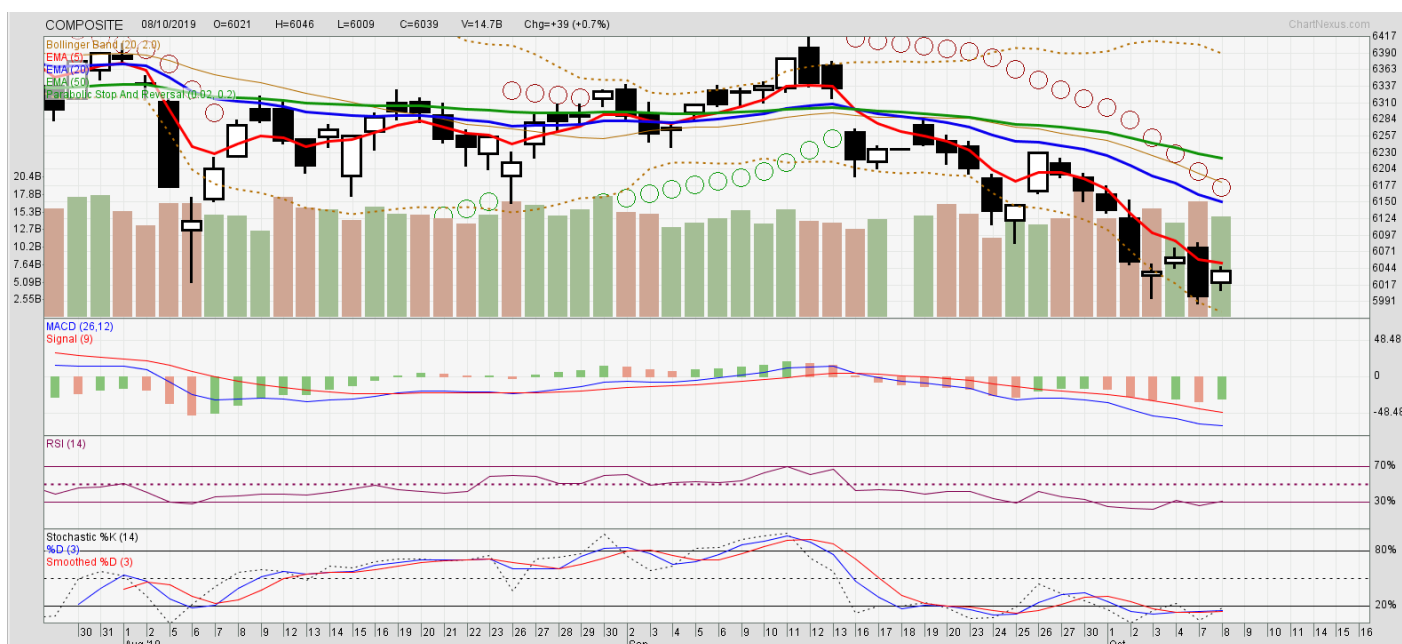 COMPOSITE 08/10/2019 O=6021 H=6046 L=6009 C=6039 V=14.7B Chg=+39 (+0.7%) ChartNexus.com
Bollinger Band (20, 2.0)
EMA (5)
EMA (20)
EMA (50)
Parabolic Stop And Reversal (0.02, 0.2)
20.4B
17.8B
15.3B
12.7B
10.2B
7.64B
5.09B
2.55B
6417
6390
6363
6337
6310
6284
6257
6230
6204
6177
6150
6124
6097
6071
6044
6017
5991
MACD (26,12)
Signal (9)
48.48
0
-48.48
RSI (14)
70%
30%
Stochastic %K (14)
%D (3)
Smoothed %D (3)
80%
20%
30 31 1 2 5 6 7 8 9 12 13 14 15 16 19 20 21 22 23 26 27 28 29 30 2 3 4 5 6 9 10 11 12 13 16 17 18 19 20 23 24 25 26 27 30 1 2 3 4 7 8 9 10 11 14 15 16
Aug '19 Sep Oct